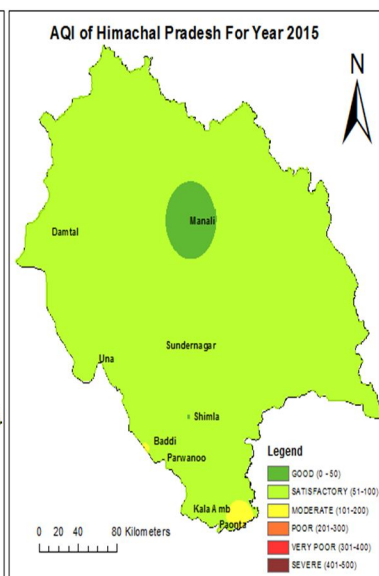 AQI of Himachal Pradesh For Year 2015
N
Manali
Damtal
Sundernagar
Una
Shimla
Baddi
Parwanoo
Kala Amb
Paonta
Legend
GOOD (0 - 50)
SATISFACTORY (51-100)
MODERATE (101-200)
POOR (201-300)
VERY POOR (301-400)
SEVERE (401-500)
0 20 40 80 Kilometers